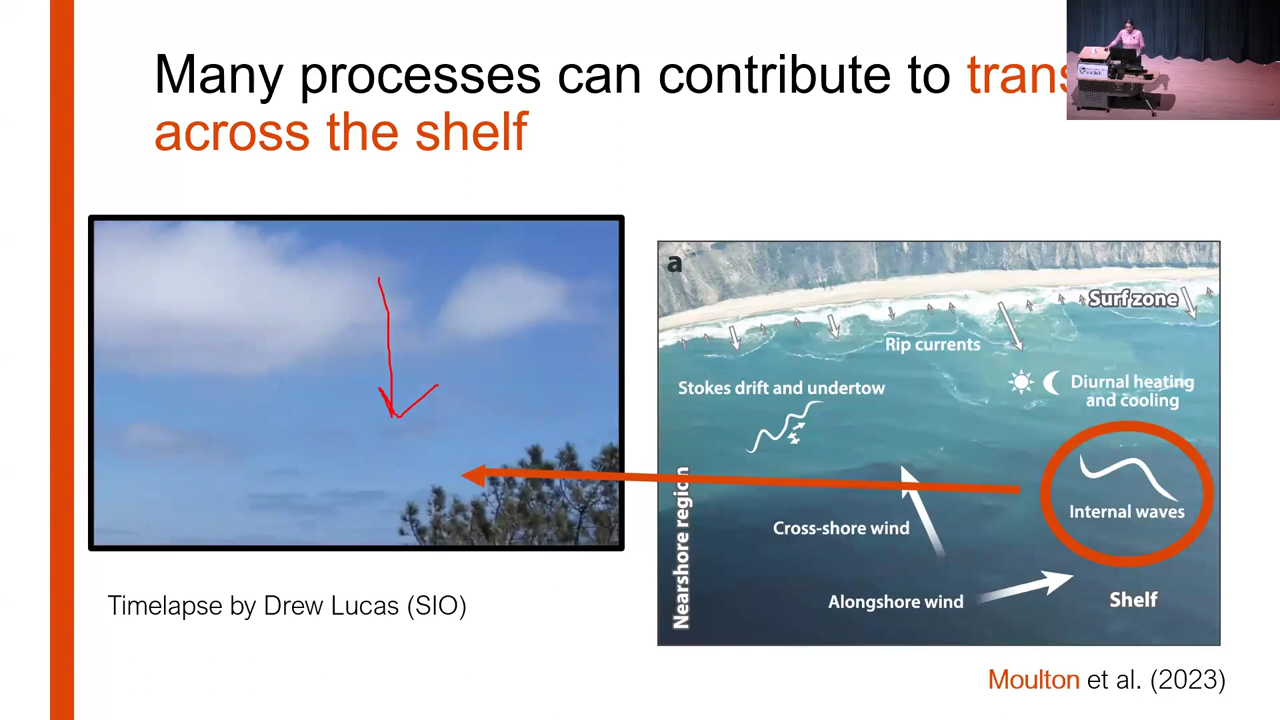 Many processes can contribute to
across the shelf
a
Surf zone
Rip currents
Stokes drift and undertow
Diurnal heating
and cooling
Internal waves
Nearshore region
Cross-shore wind
Alongshore wind
Shelf
Timelapse by Drew Lucas (SIO)
Moulton et al. (2023)